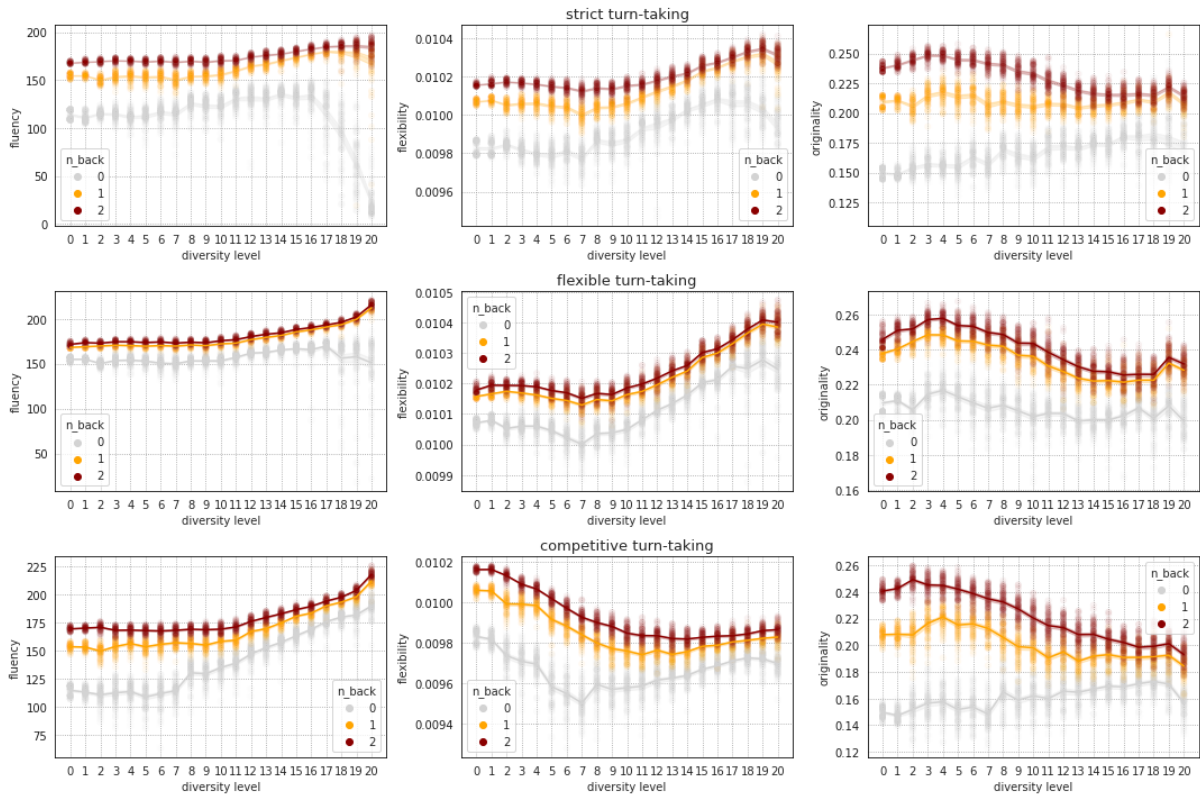 strict turn-taking
200
150
100
50
0
fluency
n_back
0
1
2
0 1 2 3 4 5 6 7 8 9 10 11 12 13 14 15 16 17 18 19 20
diversity level
0.0104
0.0102
0.0100
0.0098
0.0096
flexibility
n_back
0
1
2
0 1 2 3 4 5 6 7 8 9 10 11 12 13 14 15 16 17 18 19 20
diversity level
0.250
0.225
0.200
0.175
0.150
0.125
originality
n_back
0
1
2
0 1 2 3 4 5 6 7 8 9 10 11 12 13 14 15 16 17 18 19 20
diversity level
flexible turn-taking
200
150
100
50
fluency
n_back
0
1
2
0 1 2 3 4 5 6 7 8 9 10 11 12 13 14 15 16 17 18 19 20
diversity level
0.0105
0.0104
0.0103
0.0102
0.0101
0.0100
0.0099
flexibility
n_back
0
1
2
0 1 2 3 4 5 6 7 8 9 10 11 12 13 14 15 16 17 18 19 20
diversity level
0.26
0.24
0.22
0.20
0.18
0.16
originality
n_back
0
1
2
0 1 2 3 4 5 6 7 8 9 10 11 12 13 14 15 16 17 18 19 20
diversity level
competitive turn-taking
225
200
175
150
125
100
75
fluency
n_back
0
1
2
0 1 2 3 4 5 6 7 8 9 10 11 12 13 14 15 16 17 18 19 20
diversity level
0.0102
0.0100
0.0098
0.0096
0.0094
flexibility
n_back
0
1
2
0 1 2 3 4 5 6 7 8 9 10 11 12 13 14 15 16 17 18 19 20
diversity level
0.26
0.24
0.22
0.20
0.18
0.16
0.14
0.12
originality
n_back
0
1
2
0 1 2 3 4 5 6 7 8 9 10 11 12 13 14 15 16 17 18 19 20
diversity level